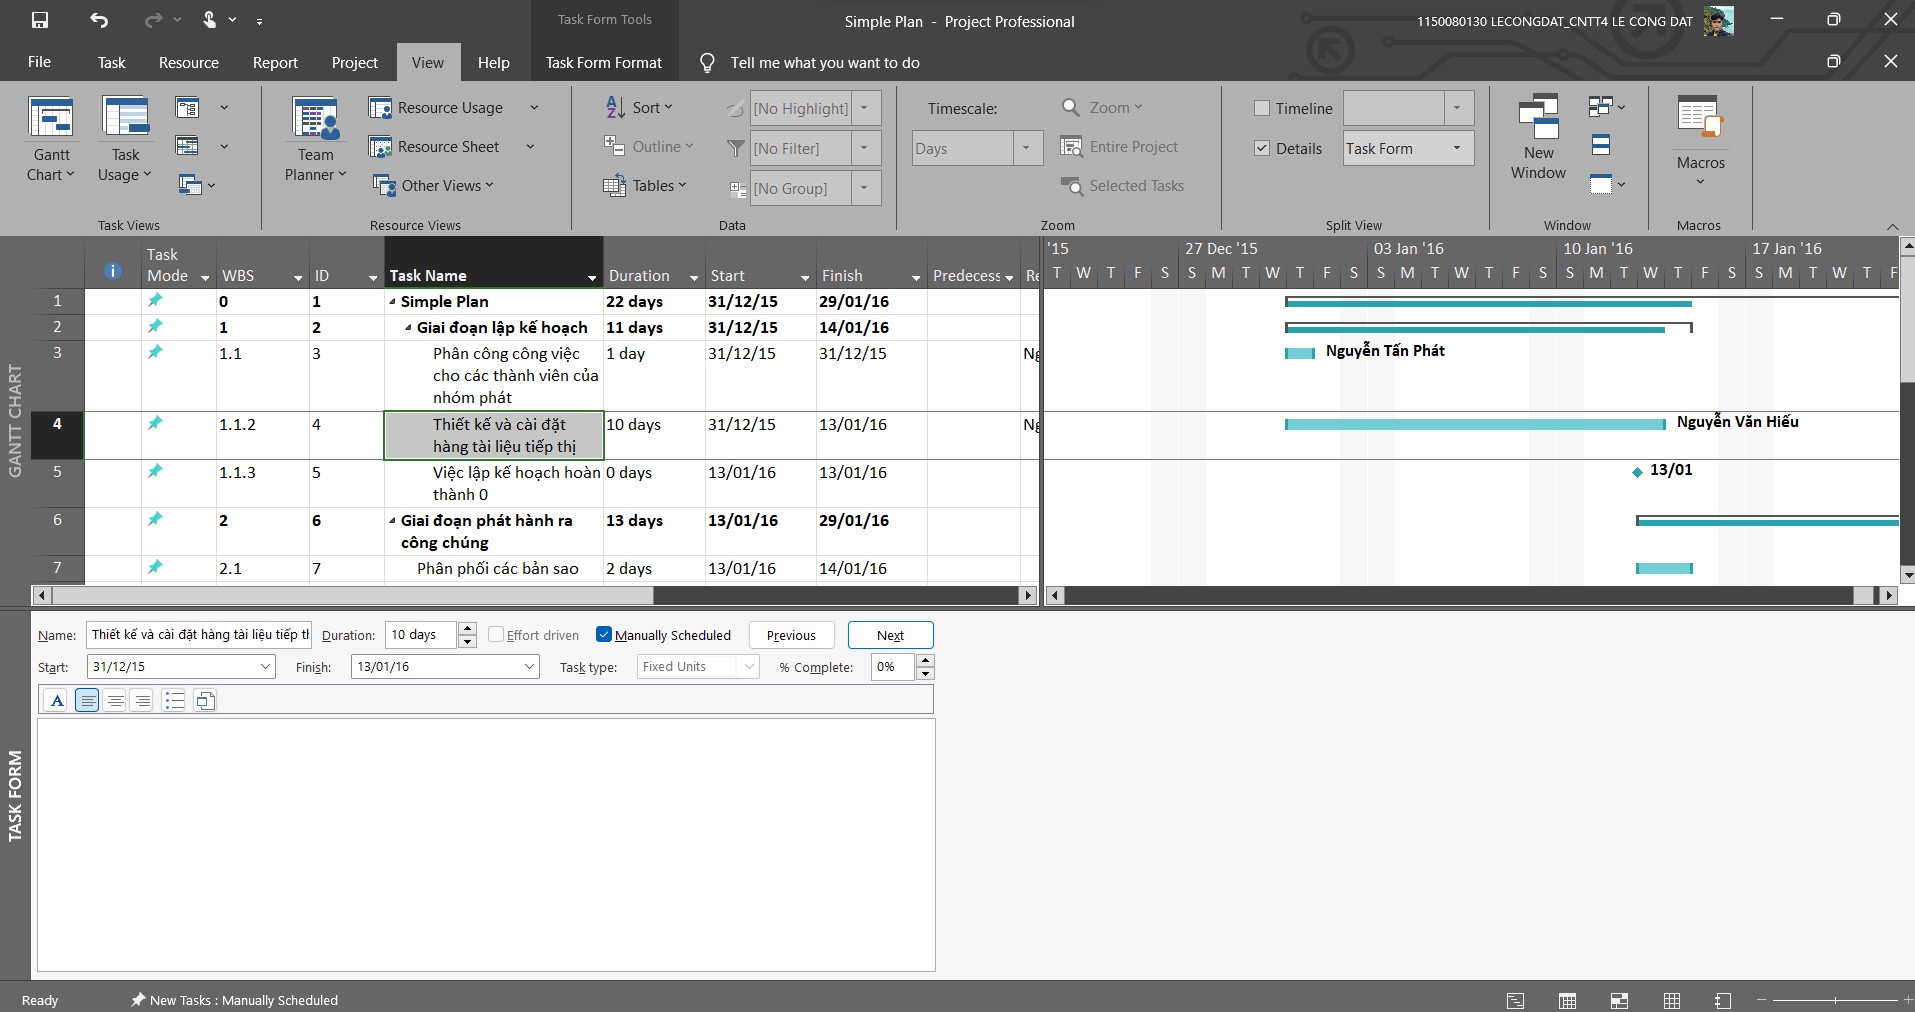 Task Form Tools
Simple Plan - Project Professional
1150080130 LECONGDAT_CNTT4 LE CONG DAT
File
Task
Resource
Report
Project
View
Help
Task Form Format
Tell me what you want to do
Gantt Chart
Task Usage
Task Views
Team Planner
Resource Usage
Resource Sheet
Other Views
Resource Views
Sort
Outline
Tables
[No Highlight]
[No Filter]
[No Group]
Data
Timescale:
Days
Zoom
Entire Project
Selected Tasks
Zoom
Timeline
Details
Task Form
Split View
New Window
Window
Macros
Macros
GANTT CHART
Task Mode WBS ID Task Name Duration Start Finish Predecess Re
1 0 1 Simple Plan 22 days 31/12/15 29/01/16
2 1 2 Giai đoạn lập kế hoạch 11 days 31/12/15 14/01/16
3 1.1 3 Phân công công việc cho các thành viên của nhóm phát 1 day 31/12/15 31/12/15 Ng
4 1.1.2 4 Thiết kế và cài đặt hàng tài liệu tiếp thị 10 days 31/12/15 13/01/16 Ng
5 1.1.3 5 Việc lập kế hoạch hoàn thành 0 0 days 13/01/16 13/01/16
6 2 6 Giai đoạn phát hành ra công chúng 13 days 13/01/16 29/01/16
7 2.1 7 Phân phối các bản sao 2 days 13/01/16 14/01/16
'15 27 Dec '15 03 Jan '16 10 Jan '16 17 Jan '16
T W T F S S M T W T F S S M T W T F S S M T W T F S S M T W T F
Nguyễn Tấn Phát
Nguyễn Văn Hiếu
13/01
TASK FORM
Name: Thiết kế và cài đặt hàng tài liệu tiếp tl Duration: 10 days Effort driven Manually Scheduled Previous Next
Start: 31/12/15 Finish: 13/01/16 Task type: Fixed Units % Complete: 0%
Ready
New Tasks : Manually Scheduled